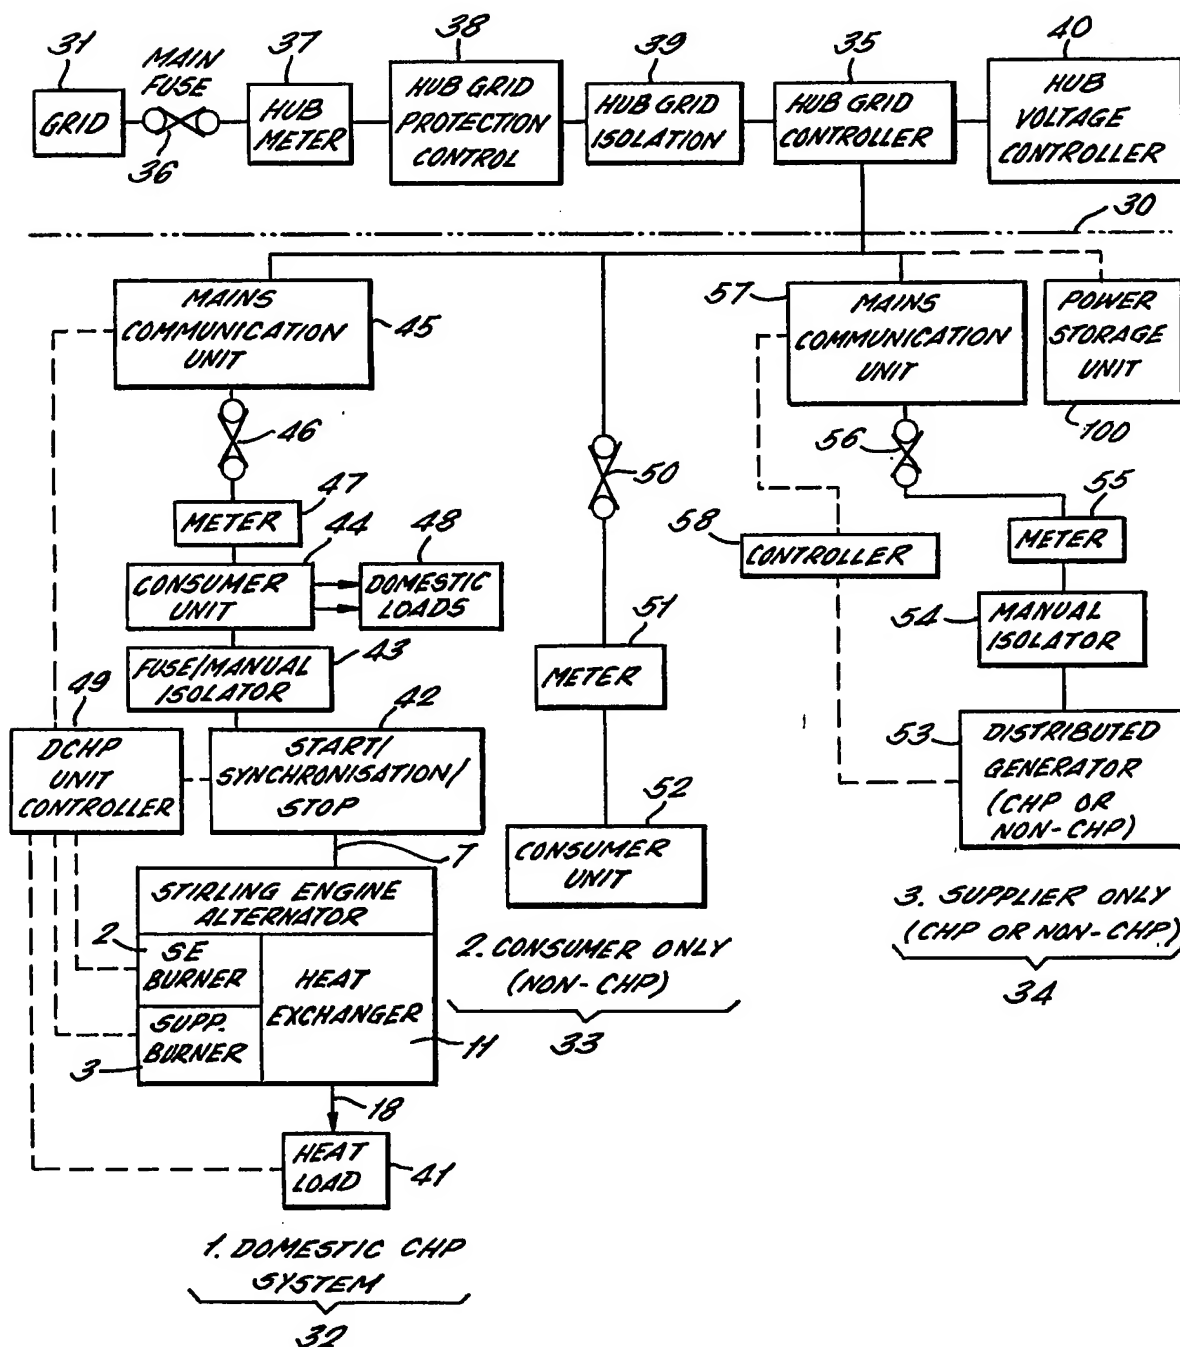 31
MAIN
FUSE
37
38
39
35
40
GRID
36
HUB
METER
HUB GRID
PROTECTION
CONTROL
HUB GRID
ISOLATION
HUB GRID
CONTROLLER
HUB
VOLTAGE
CONTROLLER
30
MAINS
COMMUNICATION
UNIT
45
57
MAINS
COMMUNICATION
UNIT
POWER
STORAGE
UNIT
100
46
50
56
47
METER
44
48
55
METER
58
CONTROLLER
CONSUMER
UNIT
DOMESTIC
LOADS
54
MANUAL
ISOLATOR
43
FUSE/MANUAL
ISOLATOR
51
METER
49
DCHP
UNIT
CONTROLLER
42
START/
SYNCHRONISATION/
STOP
53
DISTRIBUTED
GENERATOR
(CHP OR
NON-CHP)
52
CONSUMER
UNIT
7
STIRLING ENGINE
ALTERNATOR
2
SE
BURNER
HEAT
EXCHANGER
11
SUPP.
BURNER
3
2. CONSUMER ONLY
(NON-CHP)
33
3. SUPPLIER ONLY
(CHP OR NON-CHP)
34
18
HEAT
LOAD
41
1. DOMESTIC CHP
SYSTEM
32